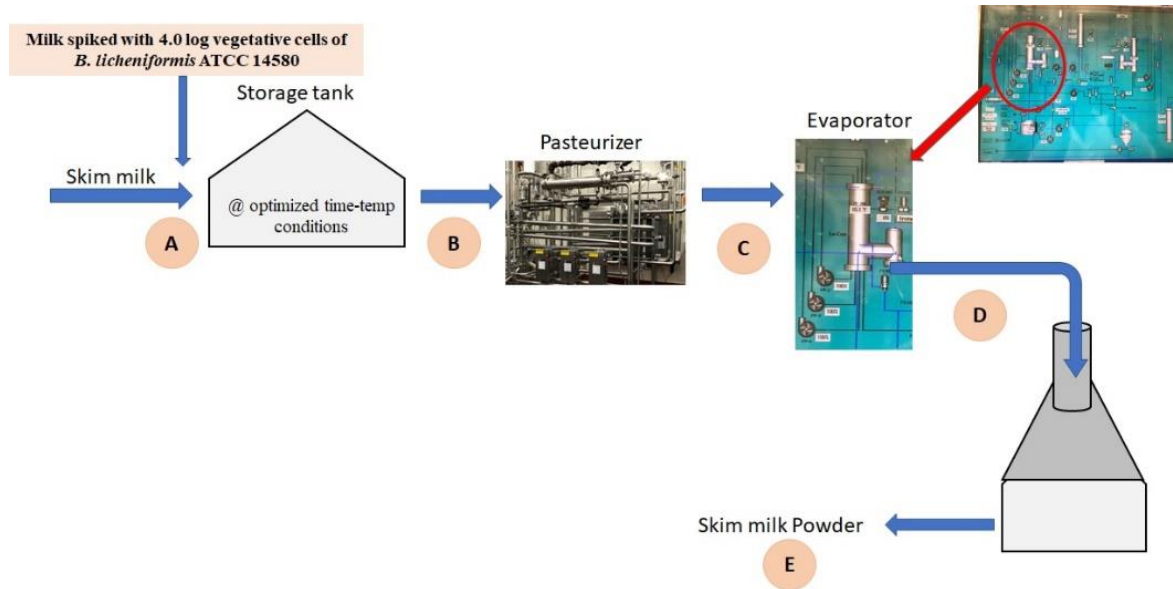 Milk spiked with 4.0 log vegetative cells of
B. licheniformis ATCC 14580
Storage tank
Skim milk
@ optimized time-temp
conditions
A
B
Pasteurizer
C
Evaporator
D
Skim milk Powder
E